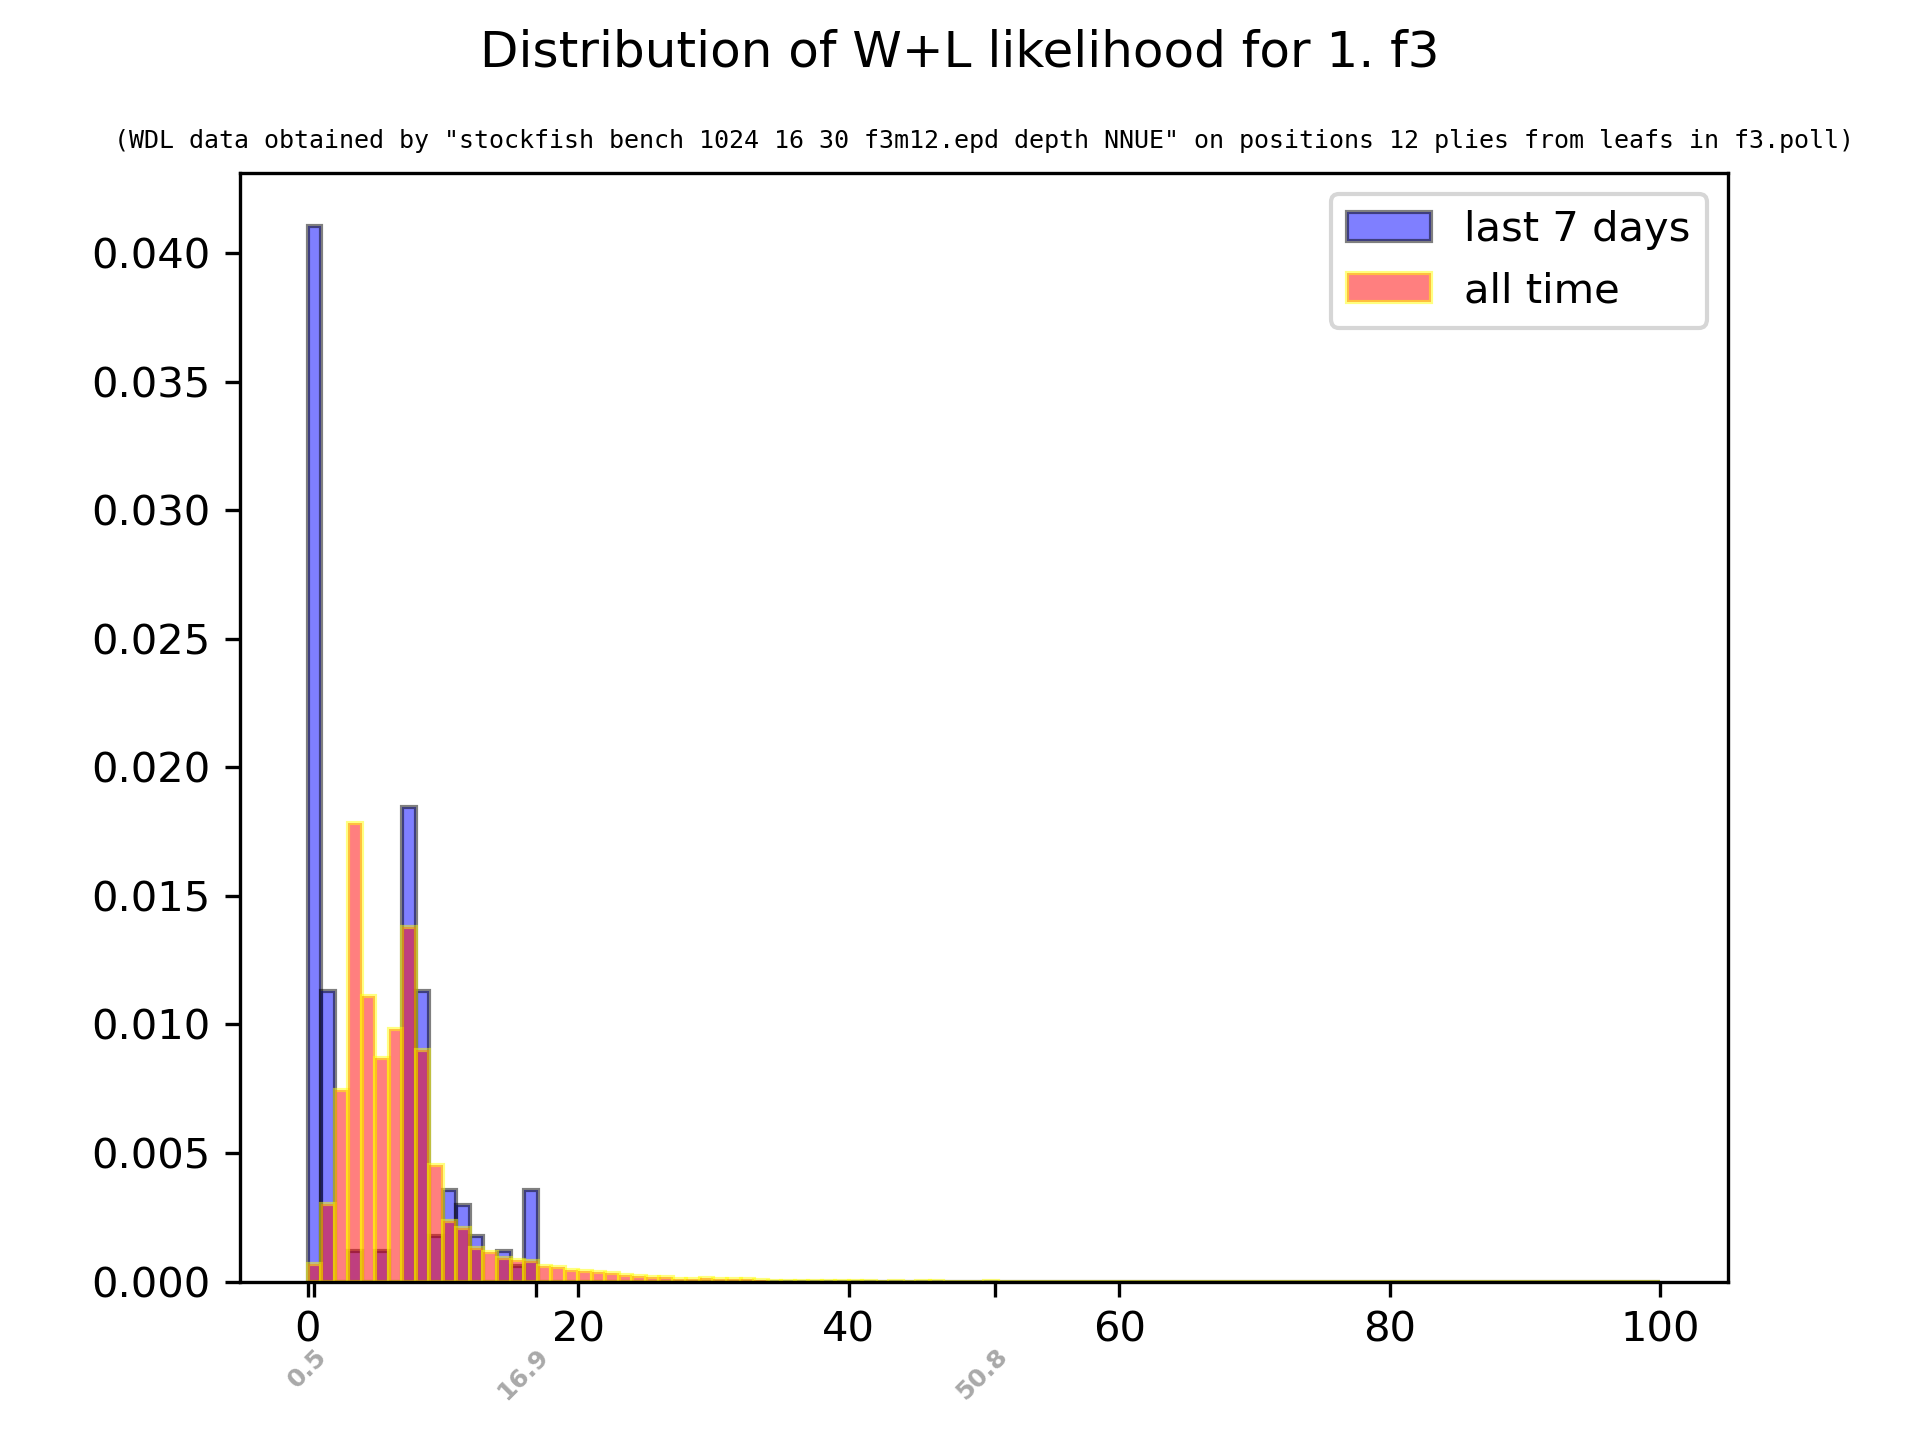 Distribution of W+L likelihood for 1. f3
(WDL data obtained by "stockfish bench 1024 16 30 f3m12.epd depth NNUE" on positions 12 plies from leafs in f3.poll)
last 7 days
all time
0.040
0.035
0.030
0.025
0.020
0.015
0.010
0.005
0.000
0 20 40 60 80 100
0.5 16.9 50.8